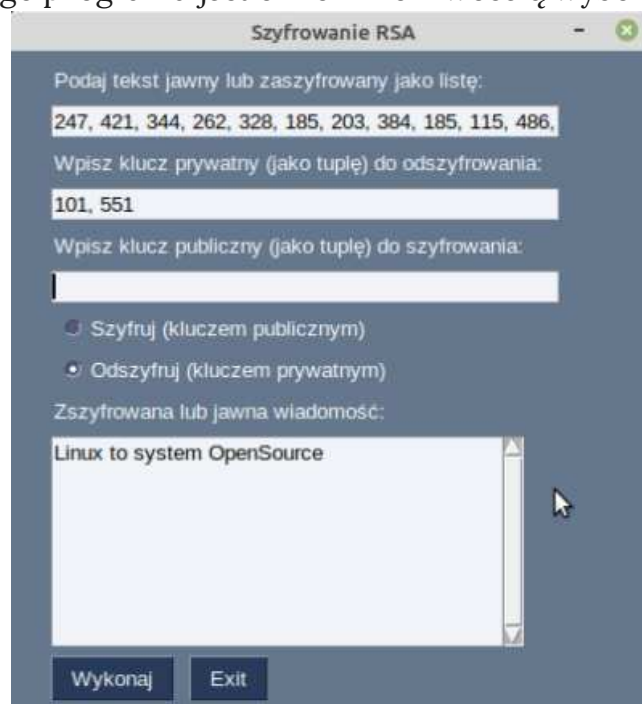 Szyfrowanie RSA
Podaj tekst jawny lub zaszyfrowany jako listę:
247, 421, 344, 262, 328, 185, 203, 384, 185, 115, 486,
Wpisz klucz prywatny (jako tuplę) do odszyfrowania:
101, 551
Wpisz klucz publiczny (jako tuplę) do szyfrowania:
Szyfruj (kluczem publicznym)
Odszyfruj (kluczem prywatnym)
Zszyfrowana lub jawna wiadomość:
Linux to system OpenSource
Wykonaj Exit